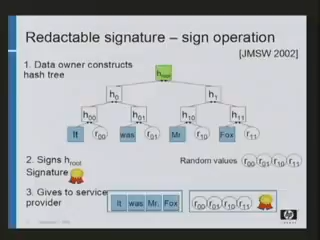 Redactable signature – sign operation
[JMSW 2002]
1. Data owner constructs
hash tree
h_root
h_0 h_1
h_00 h_01 h_10 h_11
It r_00 was r_01 Mr. r_10 Fox r_11
2. Signs h_root
Random values r_00 r_01 r_10 r_11
Signature
3. Gives to service
provider
It was Mr. Fox r_00 r_01 r_10 r_11
hp